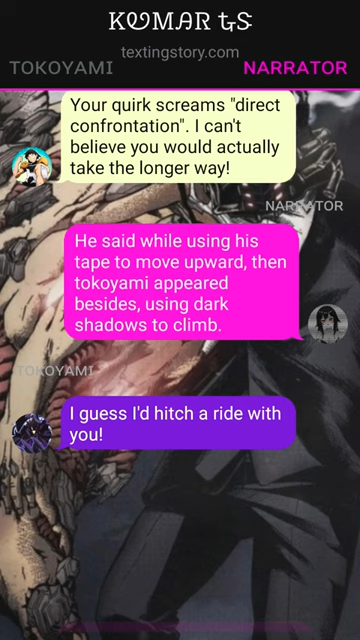 KUMAR GS
textingstory.com
TOKOYAMI NARRATOR
Your quirk screams "direct
confrontation". I can't
believe you would actually
take the longer way!
NARRATOR
He said while using his
tape to move upward, then
tokoyami appeared
besides, using dark
shadows to climb.
TOKOYAMI
I guess I'd hitch a ride with
you!